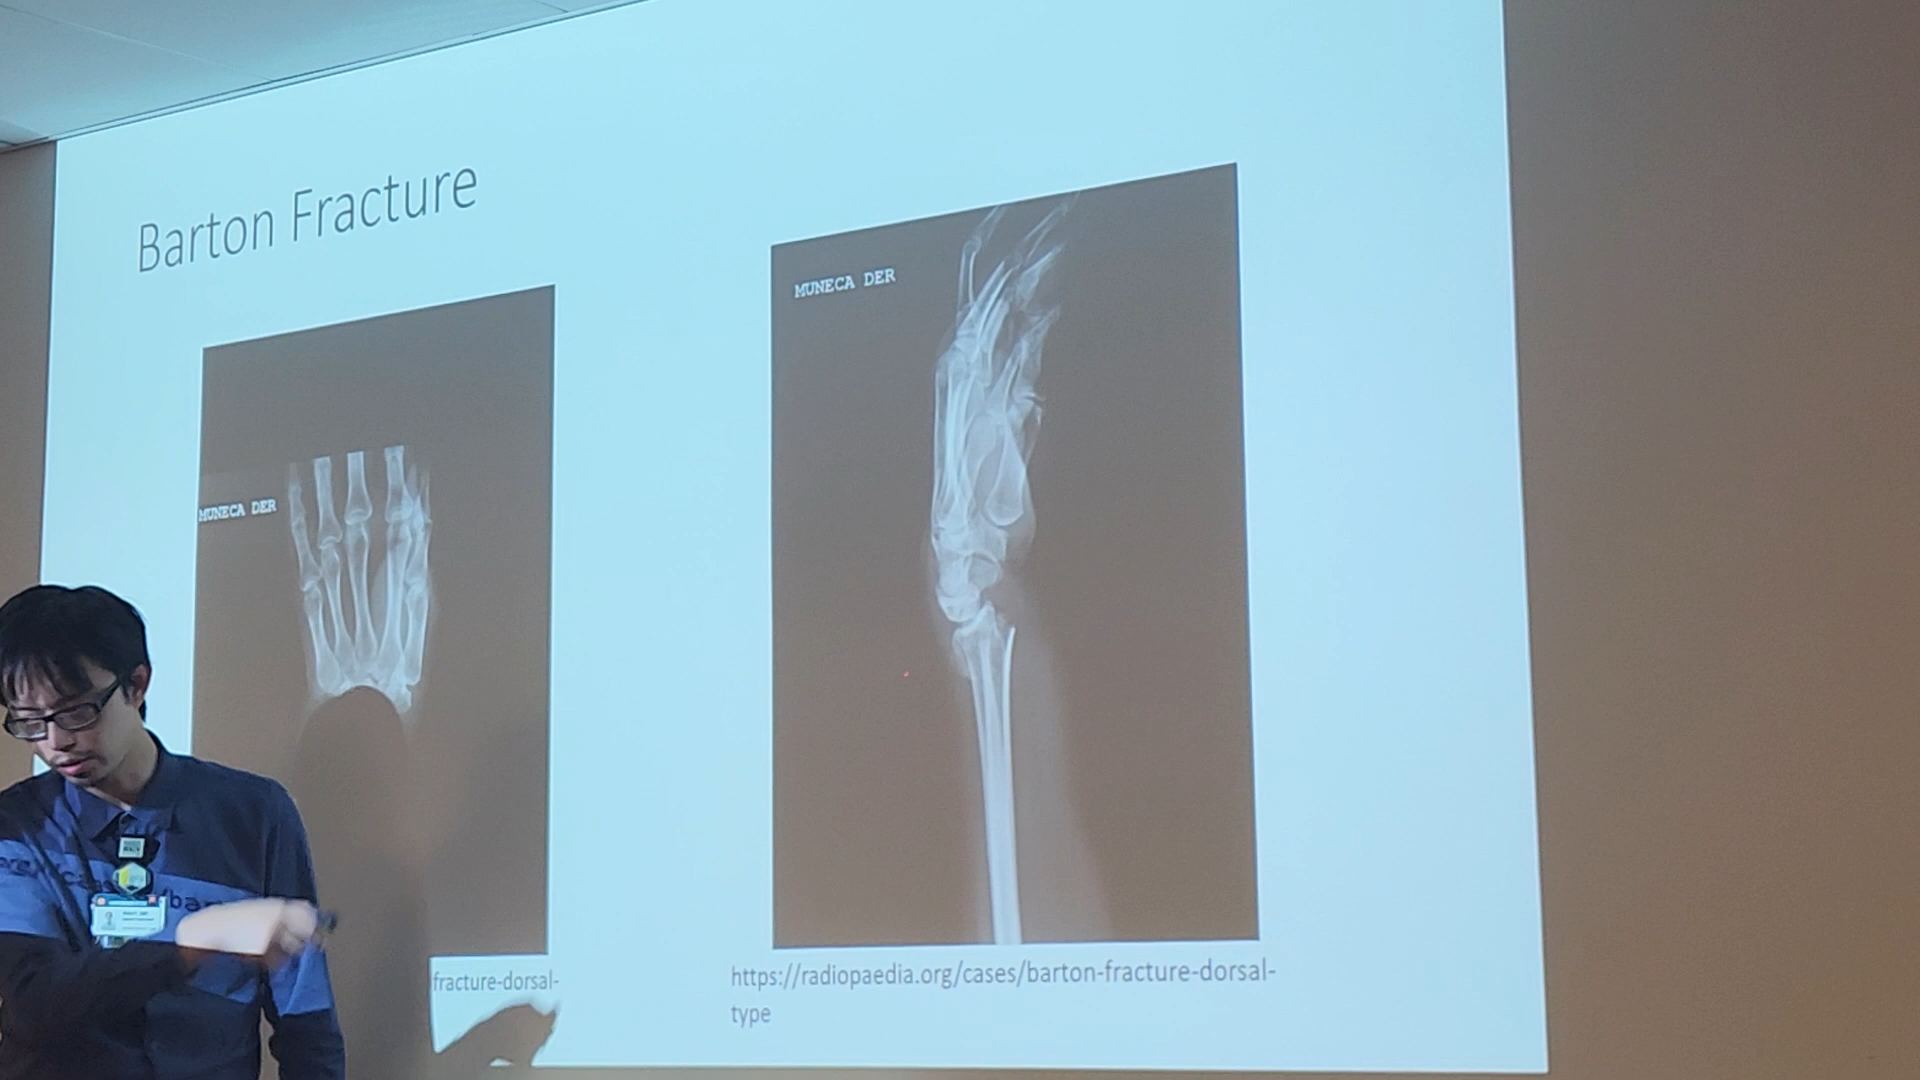 Barton Fracture
MUNECA DER
MUNECA DER
fracture-dorsal-
https://radiopaedia.org/cases/barton-fracture-dorsal-
type